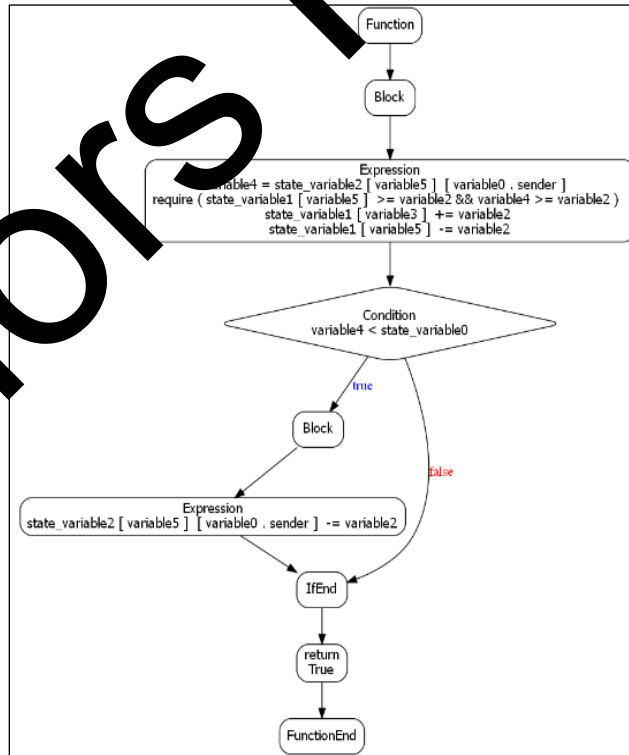 Function
Block
Expression
variable4 = state_variable2 [ variable5 ] [ variable0 . sender ]
require ( state_variable1 [ variable5 ] >= variable2 && variable4 >= variable2 )
state_variable1 [ variable3 ] += variable2
state_variable1 [ variable5 ] -= variable2
Condition
variable4 < state_variable0
true
Block
false
Expression
state_variable2 [ variable5 ] [ variable0 . sender ] -= variable2
IfEnd
return
True
FunctionEnd